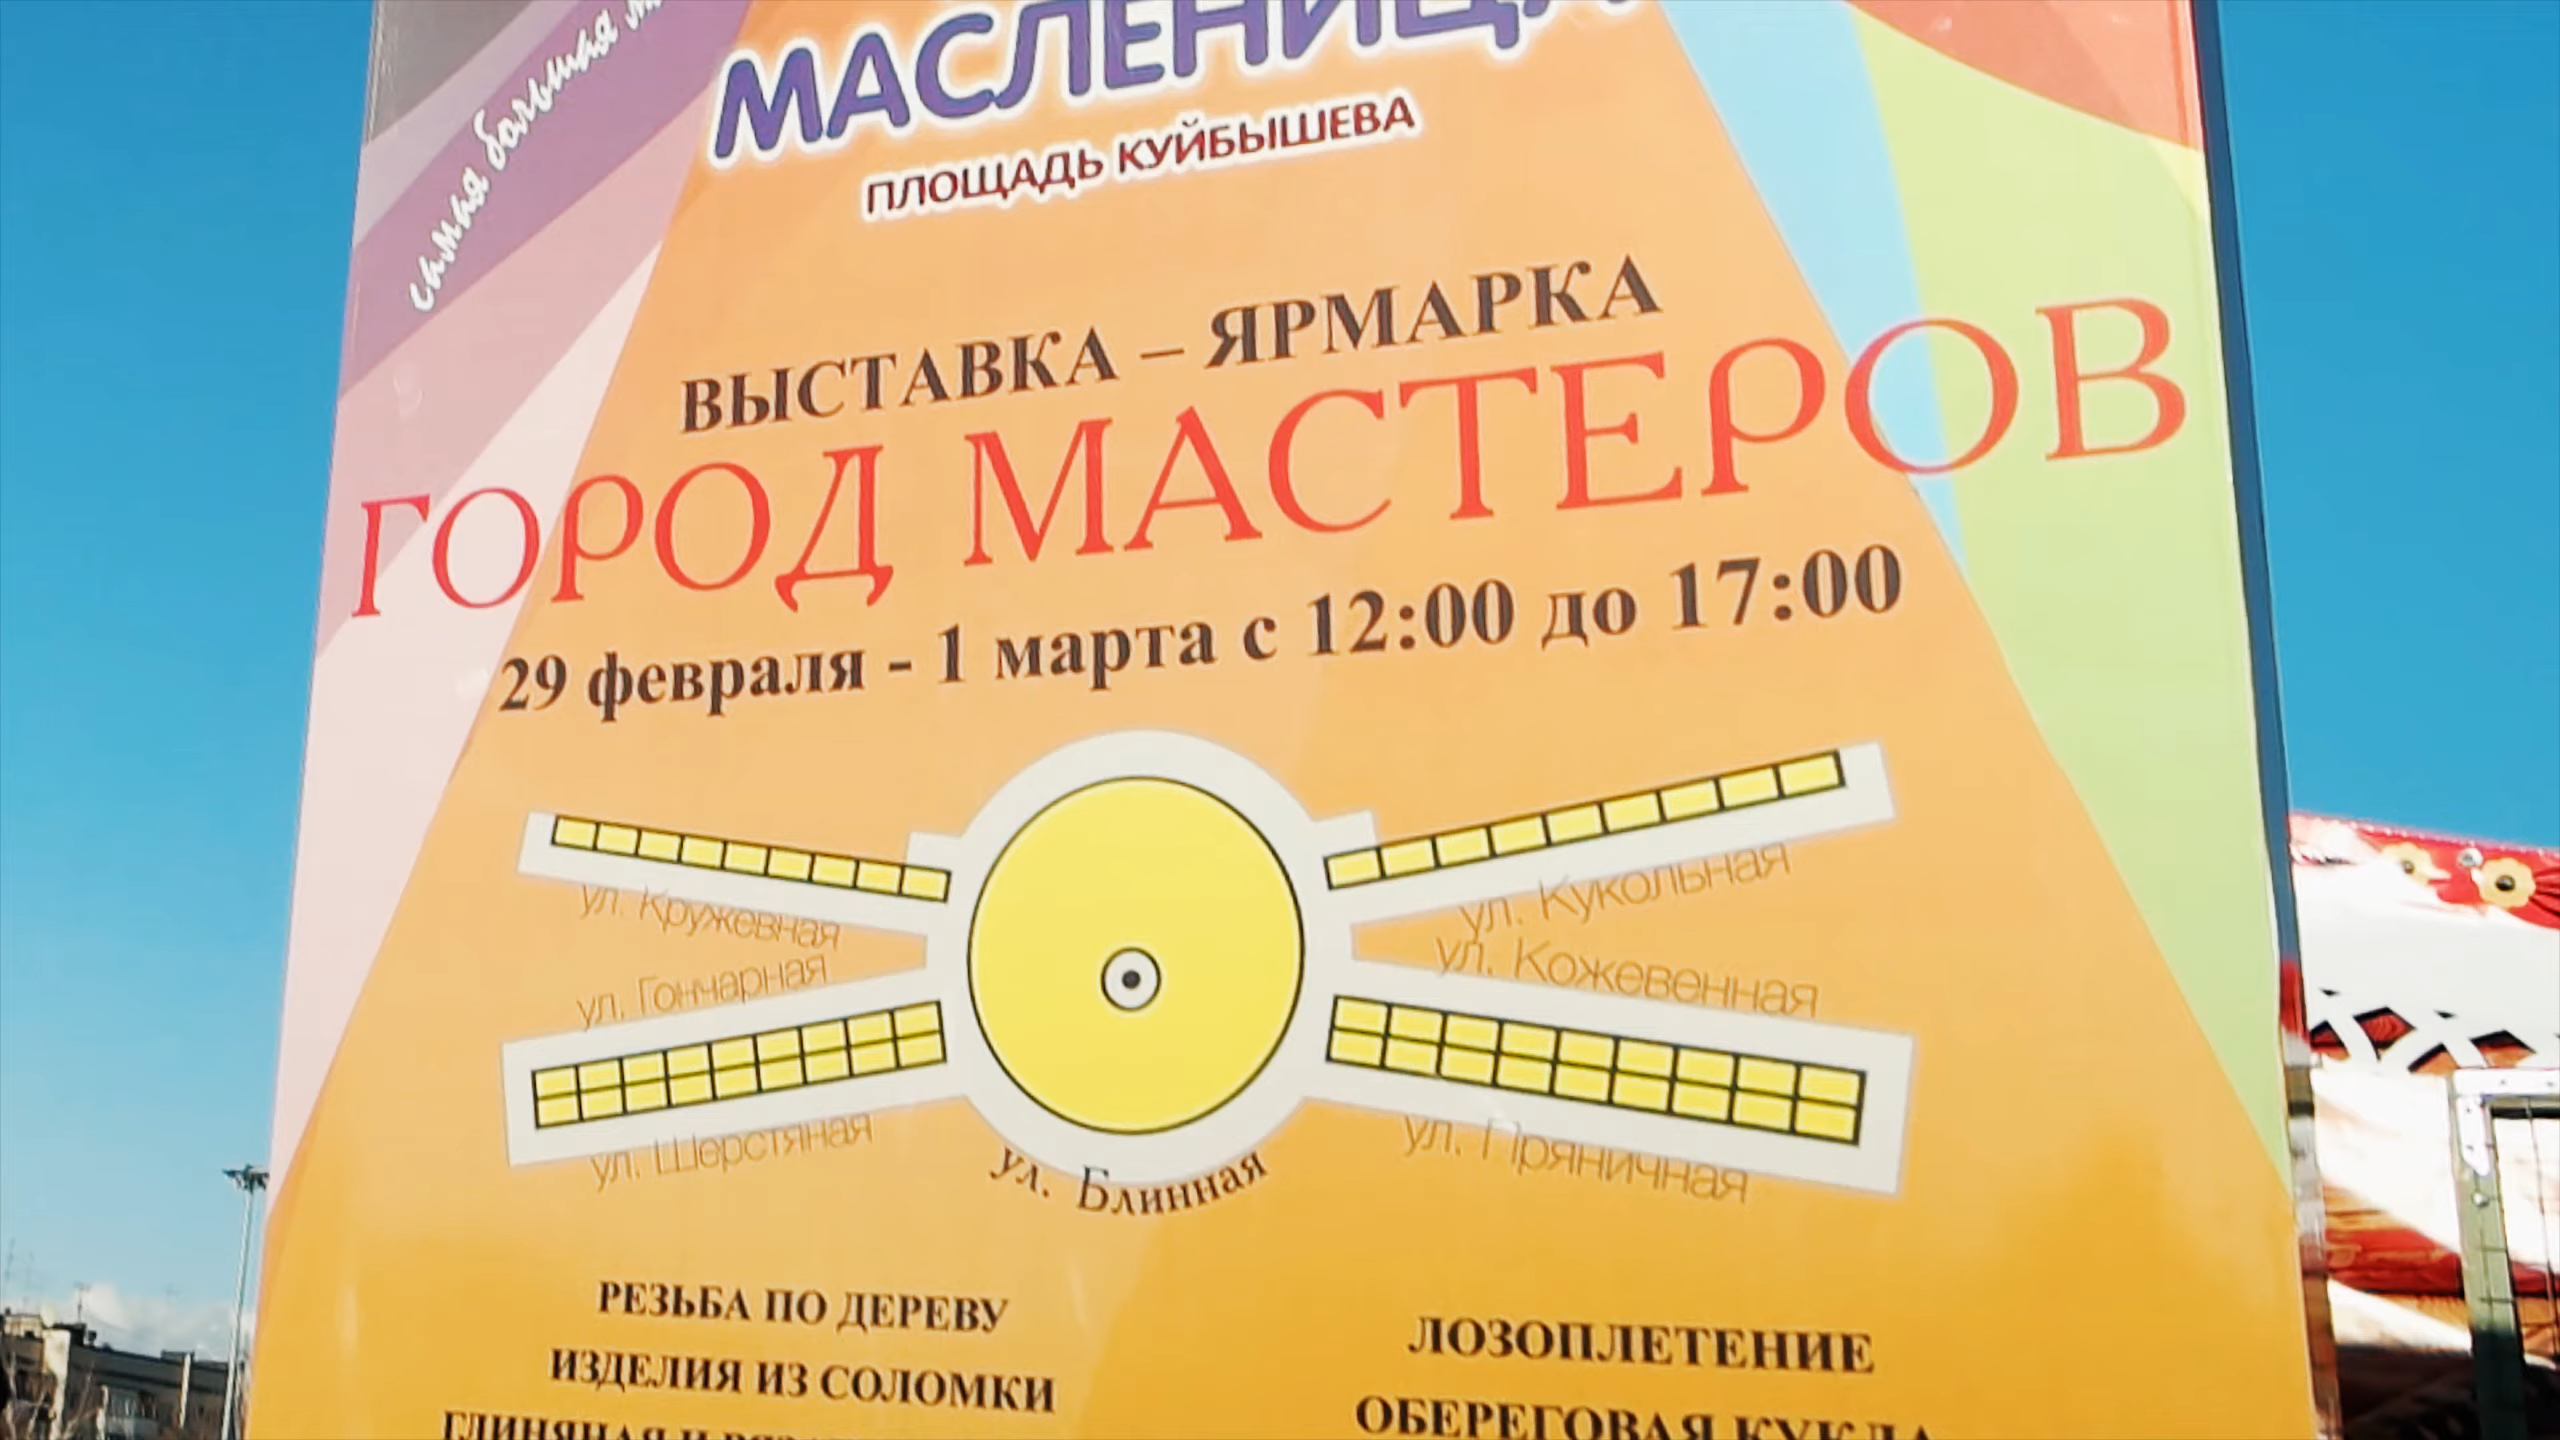 самая большая
МАСЛЕНИЦА
ПЛОЩАДЬ КУЙБЫШЕВА
ВЫСТАВКА – ЯРМАРКА
ГОРОД МАСТЕРОВ
29 февраля - 1 марта с 12:00 до 17:00
ул. Кружевная
ул. Кукольная
ул. Гончарная
ул. Кожевенная
ул. Шерстяная
ул. Пряничная
ул. Блинная
РЕЗЬБА ПО ДЕРЕВУ
ИЗДЕЛИЯ ИЗ СОЛОМКИ
ГЛИНЯНАЯ И
ЛОЗОПЛЕТЕНИЕ
ОБЕРЕГОВАЯ КУКЛА